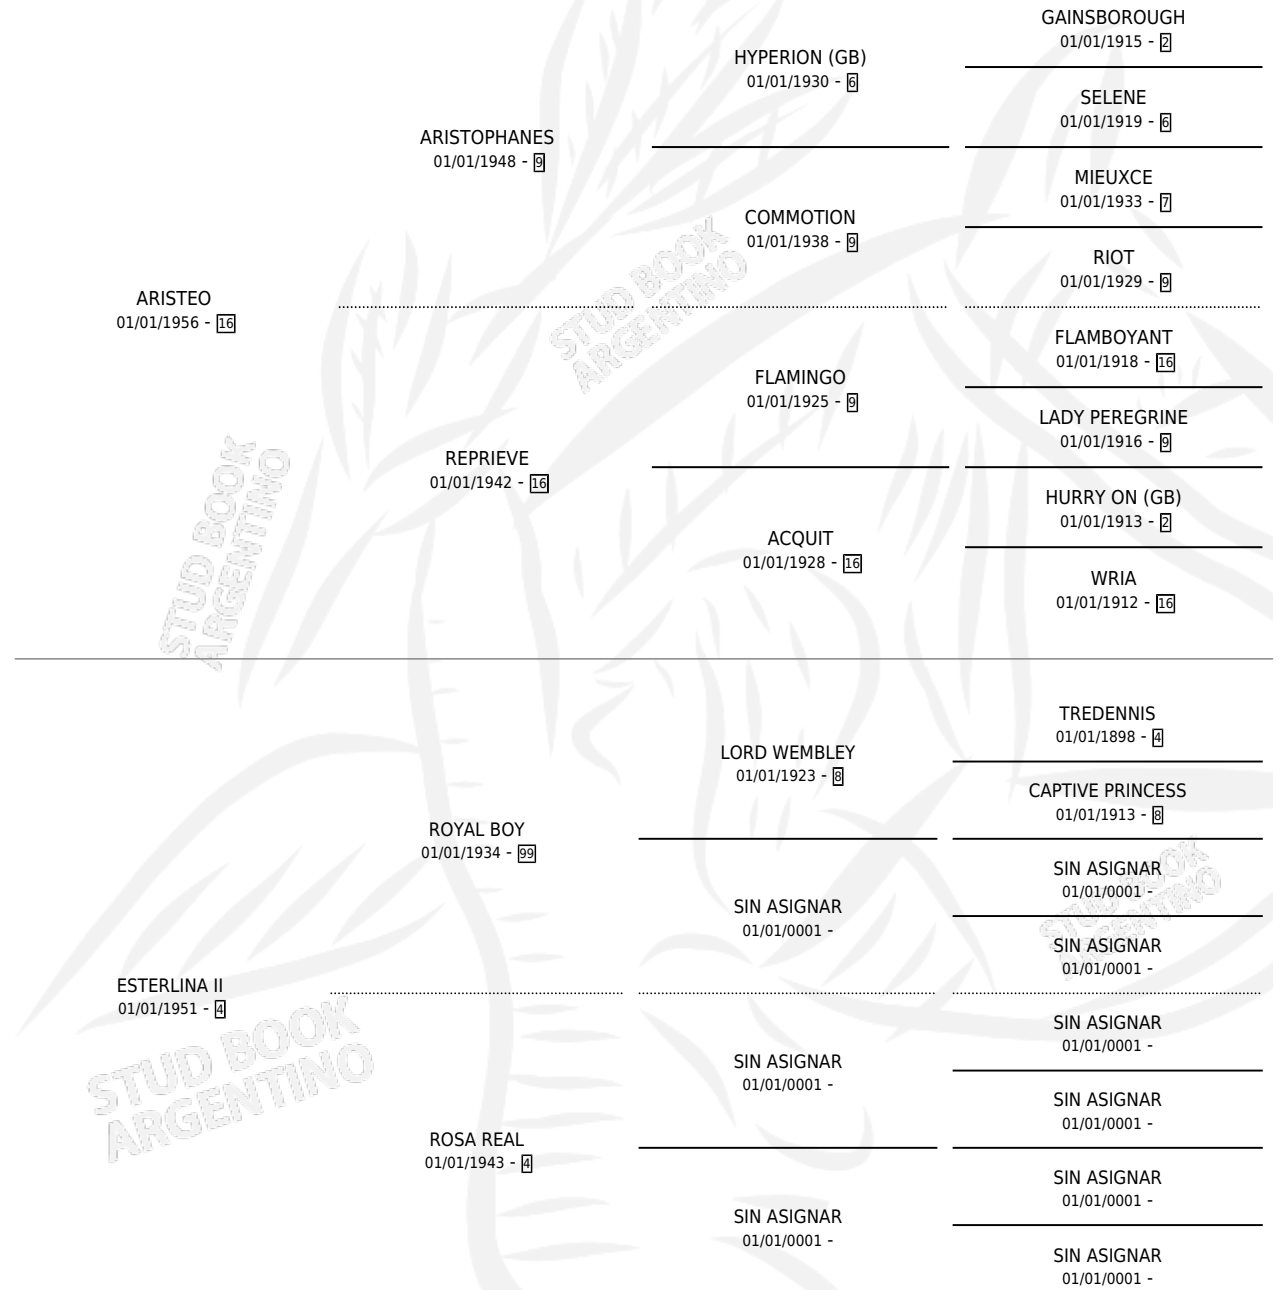 GAINSBOROUGH
01/01/1915 - 2
HYPERION (GB)
01/01/1930 - 6
SELENE
01/01/1919 - 6
ARISTOPHANES
01/01/1948 - 9
MIEUXCE
01/01/1933 - 7
COMMOTION
01/01/1938 - 9
RIOT
01/01/1929 - 9
ARISTEO
01/01/1956 - 16
FLAMBOYANT
01/01/1918 - 16
FLAMINGO
01/01/1925 - 9
LADY PEREGRINE
01/01/1916 - 9
REPRIEVE
01/01/1942 - 16
HURRY ON (GB)
01/01/1913 - 2
ACQUIT
01/01/1928 - 16
WRIA
01/01/1912 - 16
TREDENNIS
01/01/1898 - 4
LORD WEMBLEY
01/01/1923 - 8
CAPTIVE PRINCESS
01/01/1913 - 8
ROYAL BOY
01/01/1934 - 99
SIN ASIGNAR
01/01/0001 -
SIN ASIGNAR
01/01/0001 -
SIN ASIGNAR
01/01/0001 -
ESTERLINA II
01/01/1951 - 4
SIN ASIGNAR
01/01/0001 -
SIN ASIGNAR
01/01/0001 -
SIN ASIGNAR
01/01/0001 -
ROSA REAL
01/01/1943 - 4
SIN ASIGNAR
01/01/0001 -
SIN ASIGNAR
01/01/0001 -
SIN ASIGNAR
01/01/0001 -
STUD BOOK
ARGENTINO
STUD BOOK
ARGENTINO
STUD BOOK
ARGENTINO
STUD BOOK
ARGENTINO